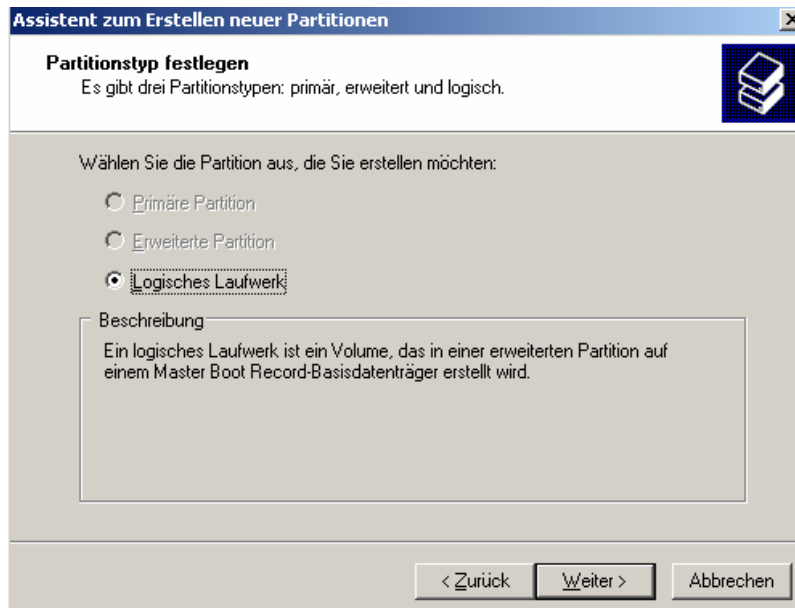 Assistent zum Erstellen neuer Partitionen
Partitionstyp festlegen
Es gibt drei Partitionstypen: primär, erweitert und logisch.
Wählen Sie die Partition aus, die Sie erstellen möchten:
Primäre Partition
Erweiterte Partition
Logisches Laufwerk
Beschreibung
Ein logisches Laufwerk ist ein Volume, das in einer erweiterten Partition auf
einem Master Boot Record-Basisdatenträger erstellt wird.
< Zurück Weiter > Abbrechen